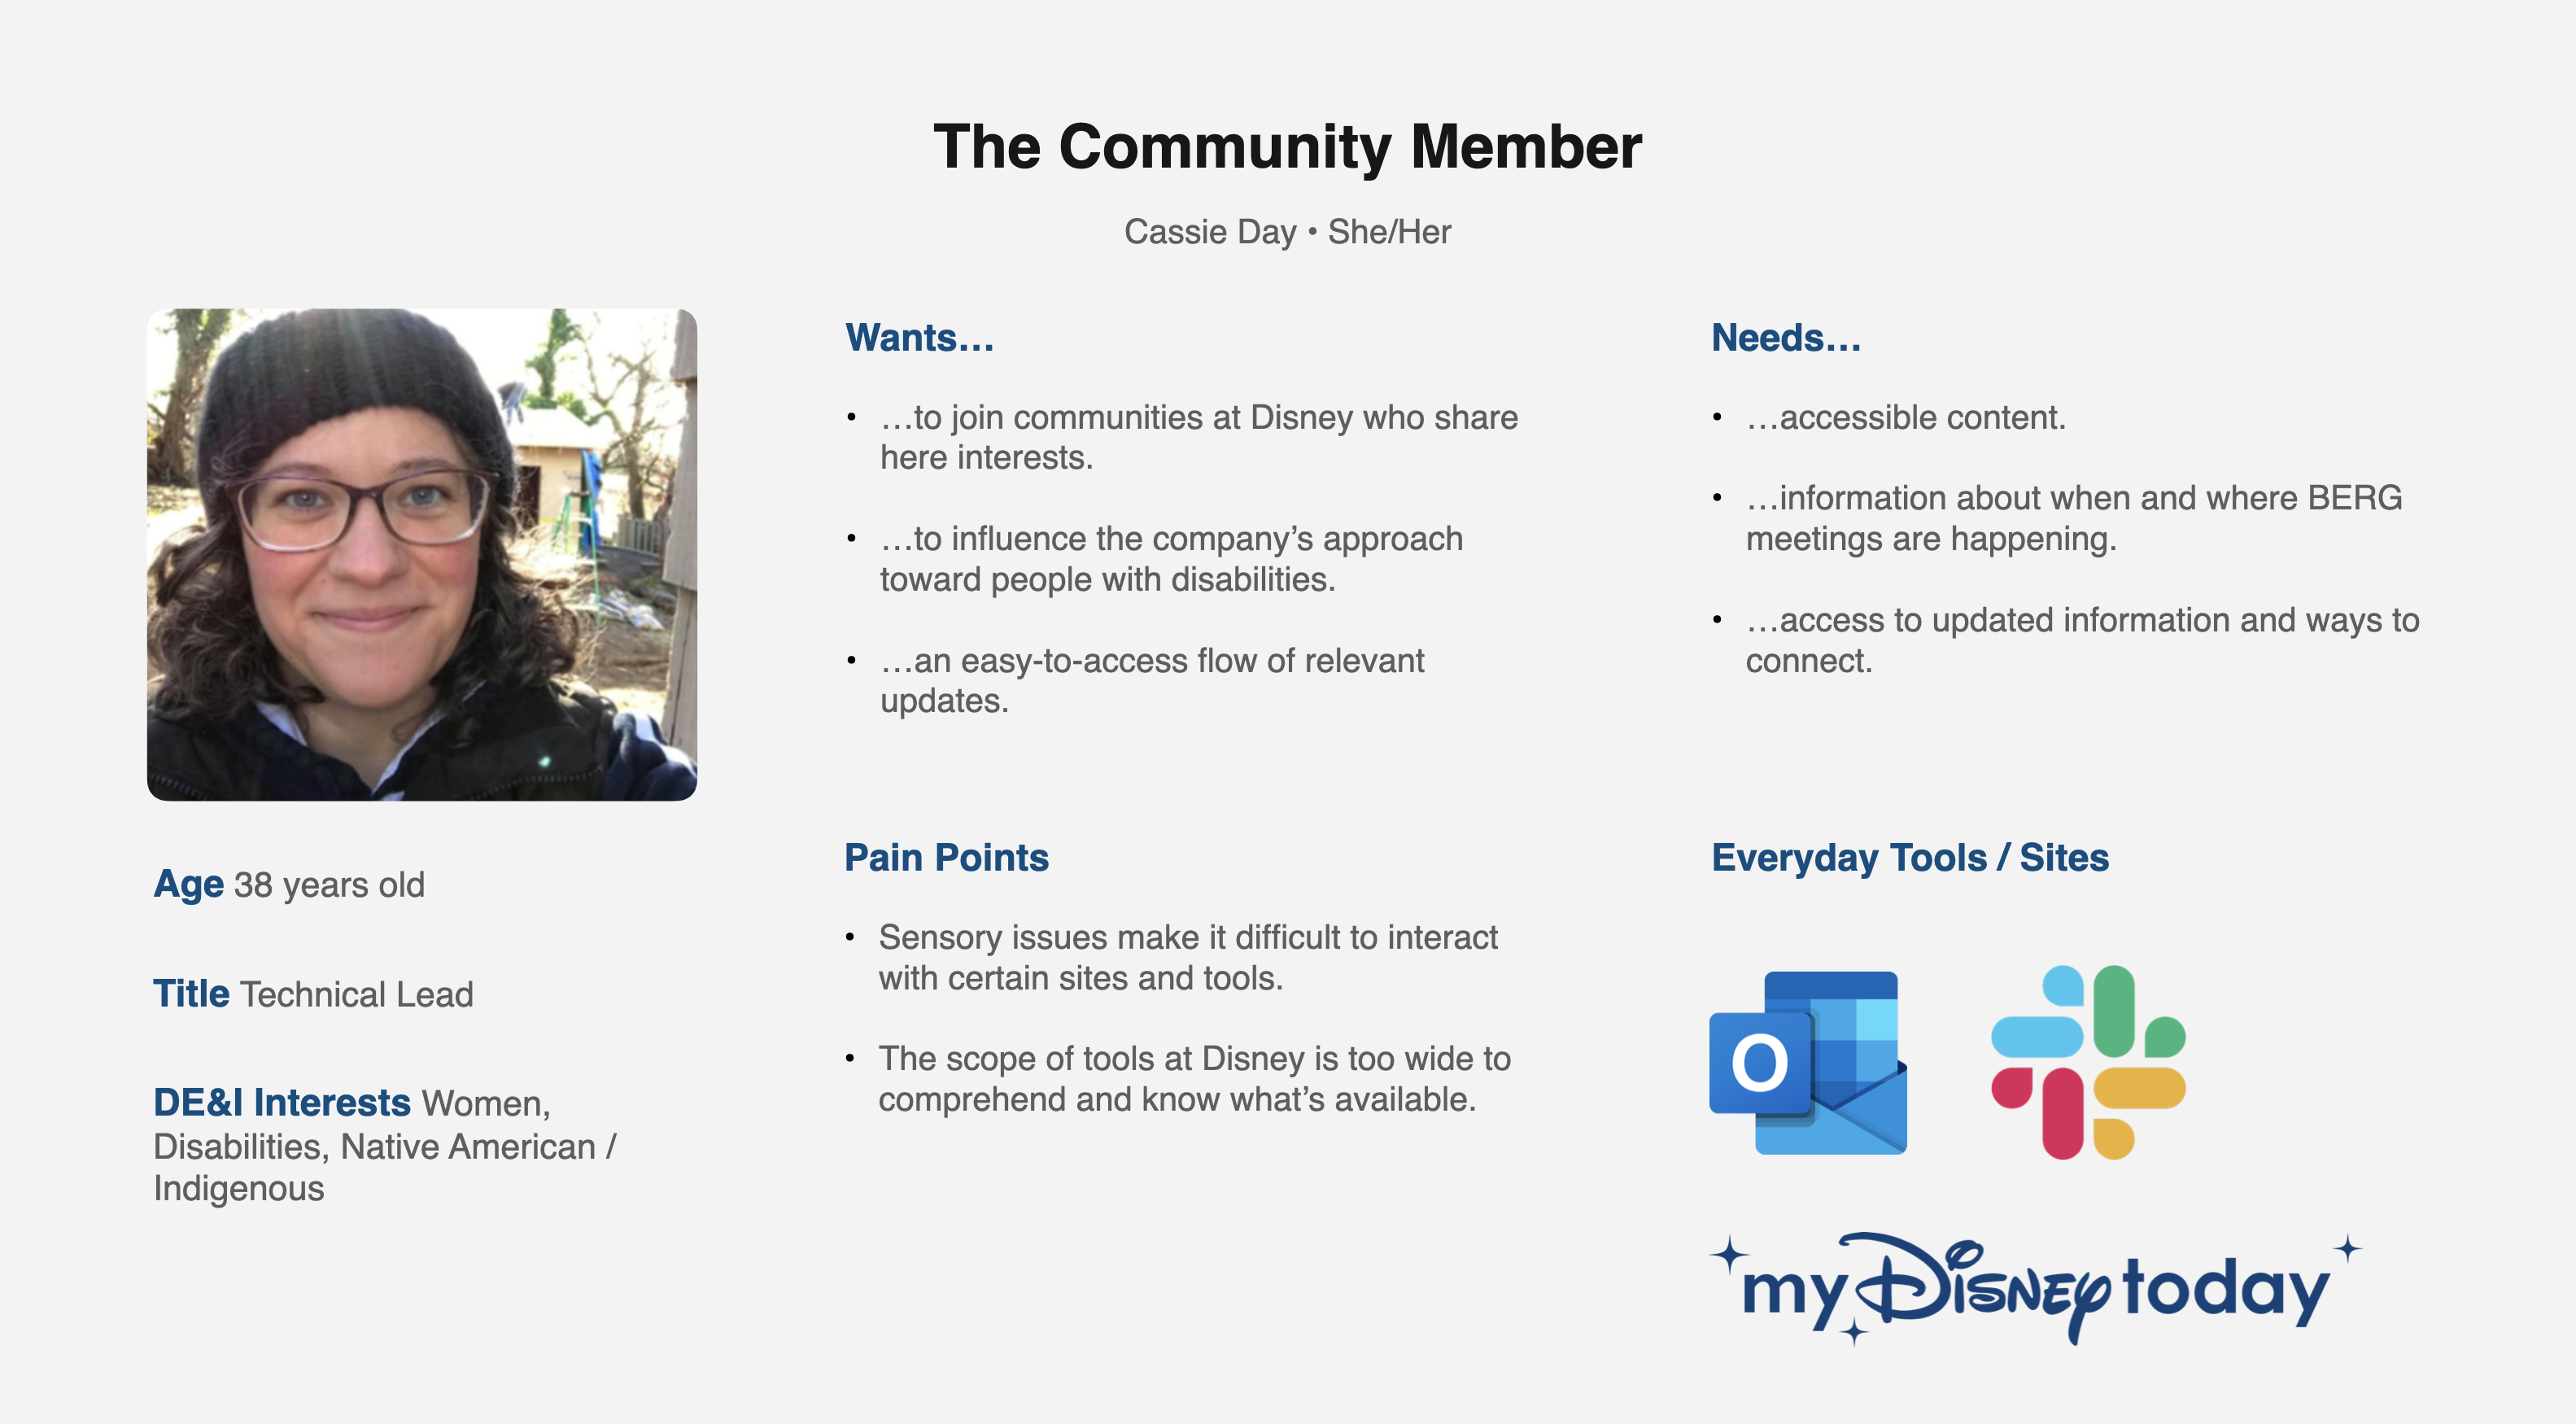 The Community Member
Cassie Day • She/Her
Wants…
• …to join communities at Disney who share
here interests.
• …to influence the company’s approach
toward people with disabilities.
• …an easy-to-access flow of relevant
updates.
Needs…
• …accessible content.
• …information about when and where BERG
meetings are happening.
• …access to updated information and ways to
connect.
Age 38 years old
Title Technical Lead
DE&I Interests Women,
Disabilities, Native American /
Indigenous
Pain Points
• Sensory issues make it difficult to interact
with certain sites and tools.
• The scope of tools at Disney is too wide to
comprehend and know what’s available.
Everyday Tools / Sites
O
my Disney today